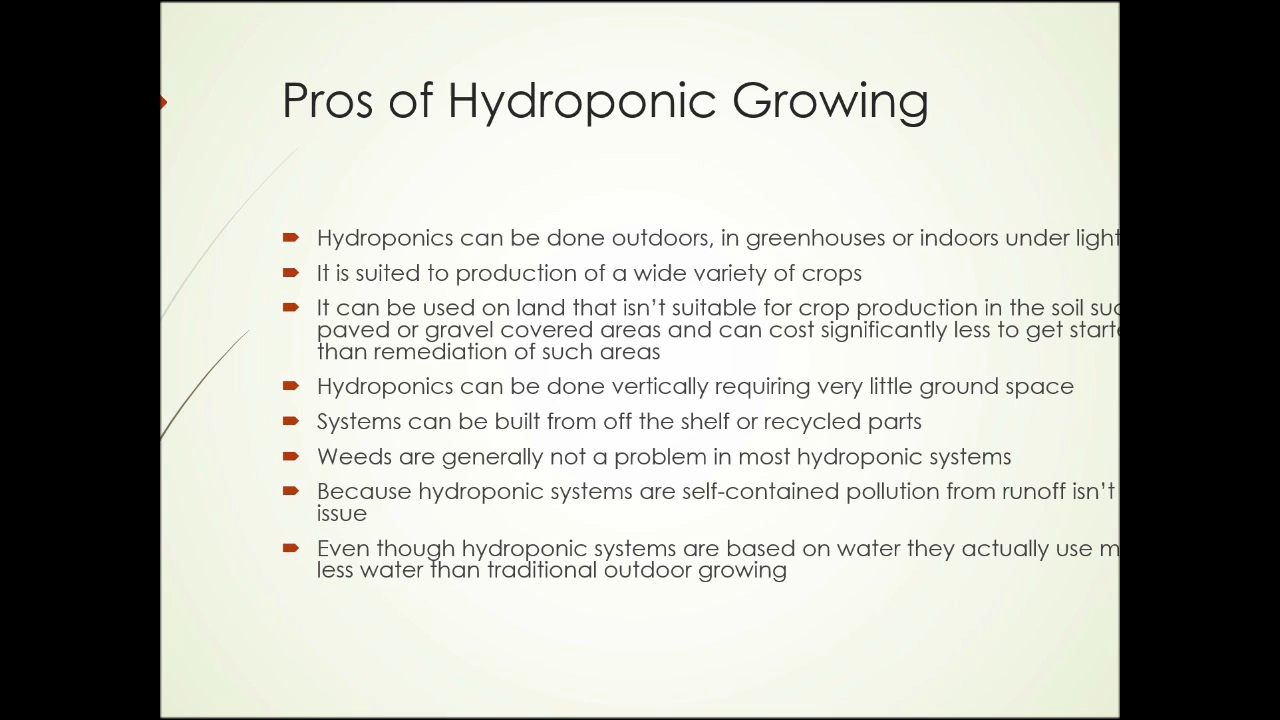 Pros of Hydroponic Growing
Hydroponics can be done outdoors, in greenhouses or indoors under light
It is suited to production of a wide variety of crops
It can be used on land that isn't suitable for crop production in the soil
paved or gravel covered areas and can cost significantly less to get
than remediation of such areas
Hydroponics can be done vertically requiring very little ground space
Systems can be built from off the shelf or recycled parts
Weeds are generally not a problem in most hydroponic systems
Because hydroponic systems are self-contained pollution from runoff isn't
issue
Even though hydroponic systems are based on water they actually use
less water than traditional outdoor growing